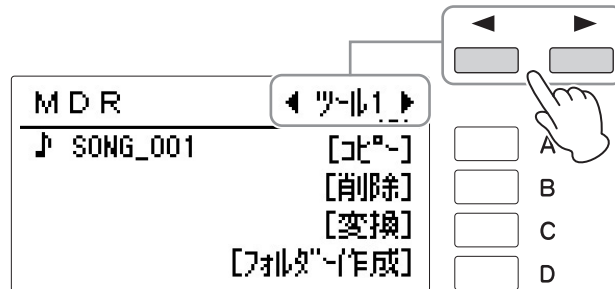 ◀ ▶
MDR ◀ ツール1 ▶
♪ SONG_001 [コピー] A
[削除] B
[変換] C
[フォルダー作成] D